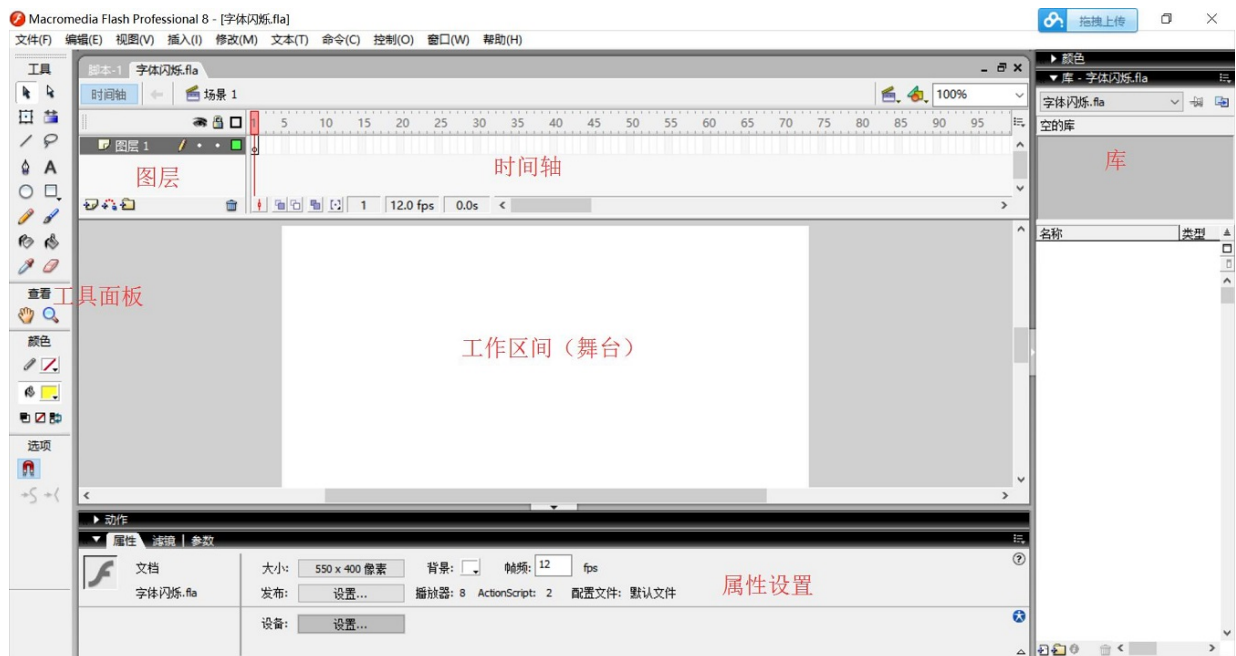 Macromedia Flash Professional 8 - [字体闪烁.fla]
拖拽上传
文件(F) 编辑(E) 视图(V) 插入(I) 修改(M) 文本(T) 命令(C) 控制(O) 窗口(W) 帮助(H)
工具
脚本-1 字体闪烁.fla
时间轴 场景 1 100%
1 5 10 15 20 25 30 35 40 45 50 55 60 65 70 75 80 85 90 95
图层 1
图层
时间轴
1 12.0 fps 0.0s
查看
工具面板
颜色
工作区间（舞台）
选项
动作
属性 滤镜 参数
文档 大小: 550 x 400 像素 背景: 帧频: 12 fps
字体闪烁.fla 发布: 设置... 播放器: 8 ActionScript: 2 配置文件: 默认文件
属性设置
设备: 设置...
颜色
库 - 字体闪烁.fla
字体闪烁.fla
空的库
库
名称 类型